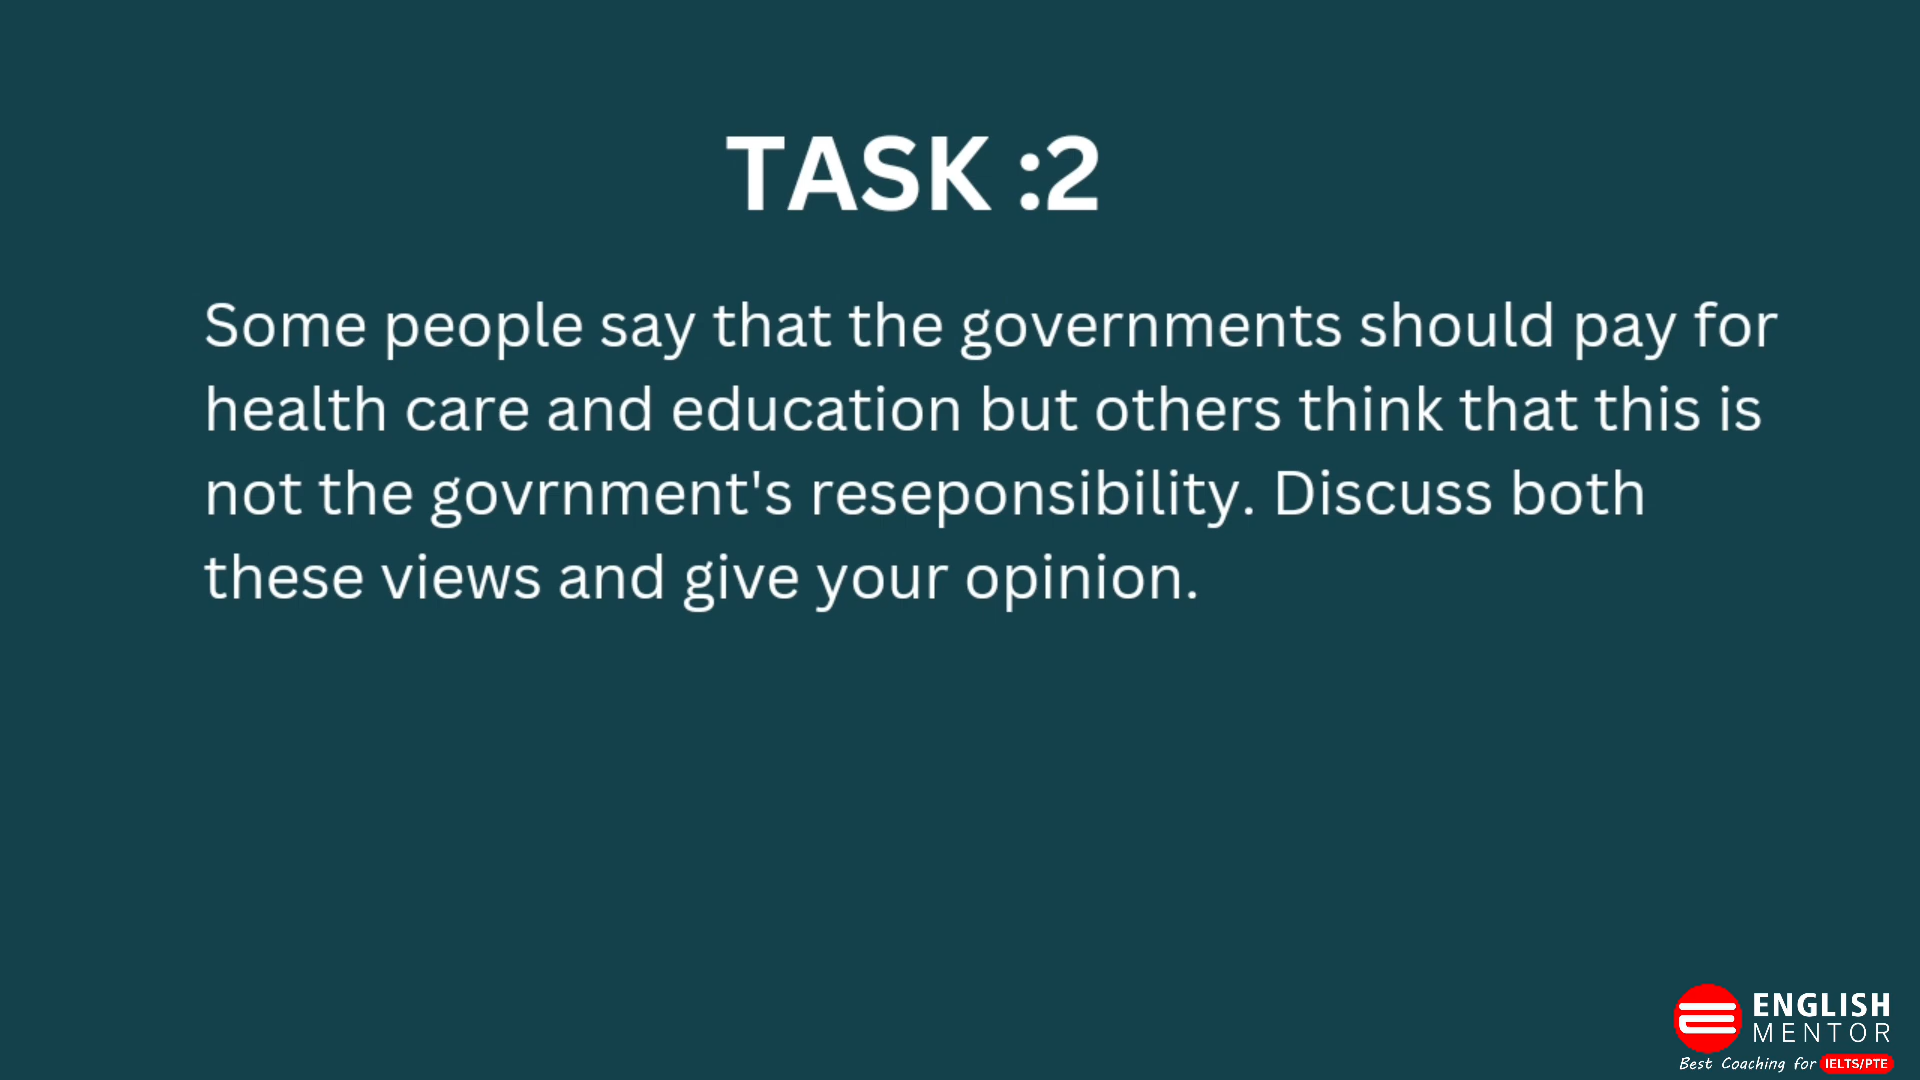 TASK :2
Some people say that the governments should pay for
health care and education but others think that this is
not the govrnment's reseponsibility. Discuss both
these views and give your opinion.
ENGLISH
MENTOR
Best Coaching for IELTS/PTE